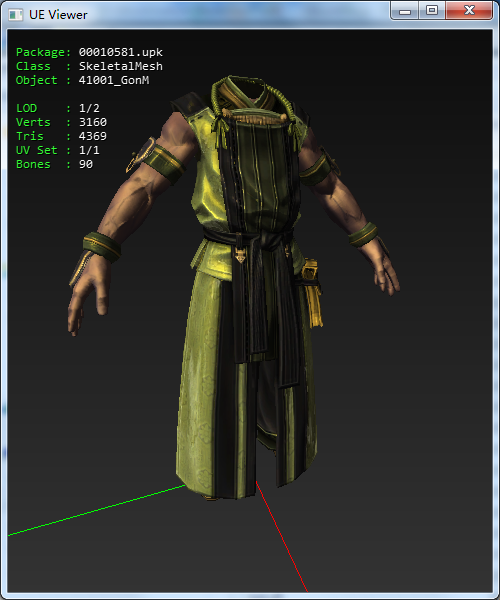 UE Viewer
Package: 00010581.upk
Class  : SkeletalMesh
Object : 41001_GonM
LOD    : 1/2
Verts  : 3160
Tris   : 4369
UV Set : 1/1
Bones  : 90